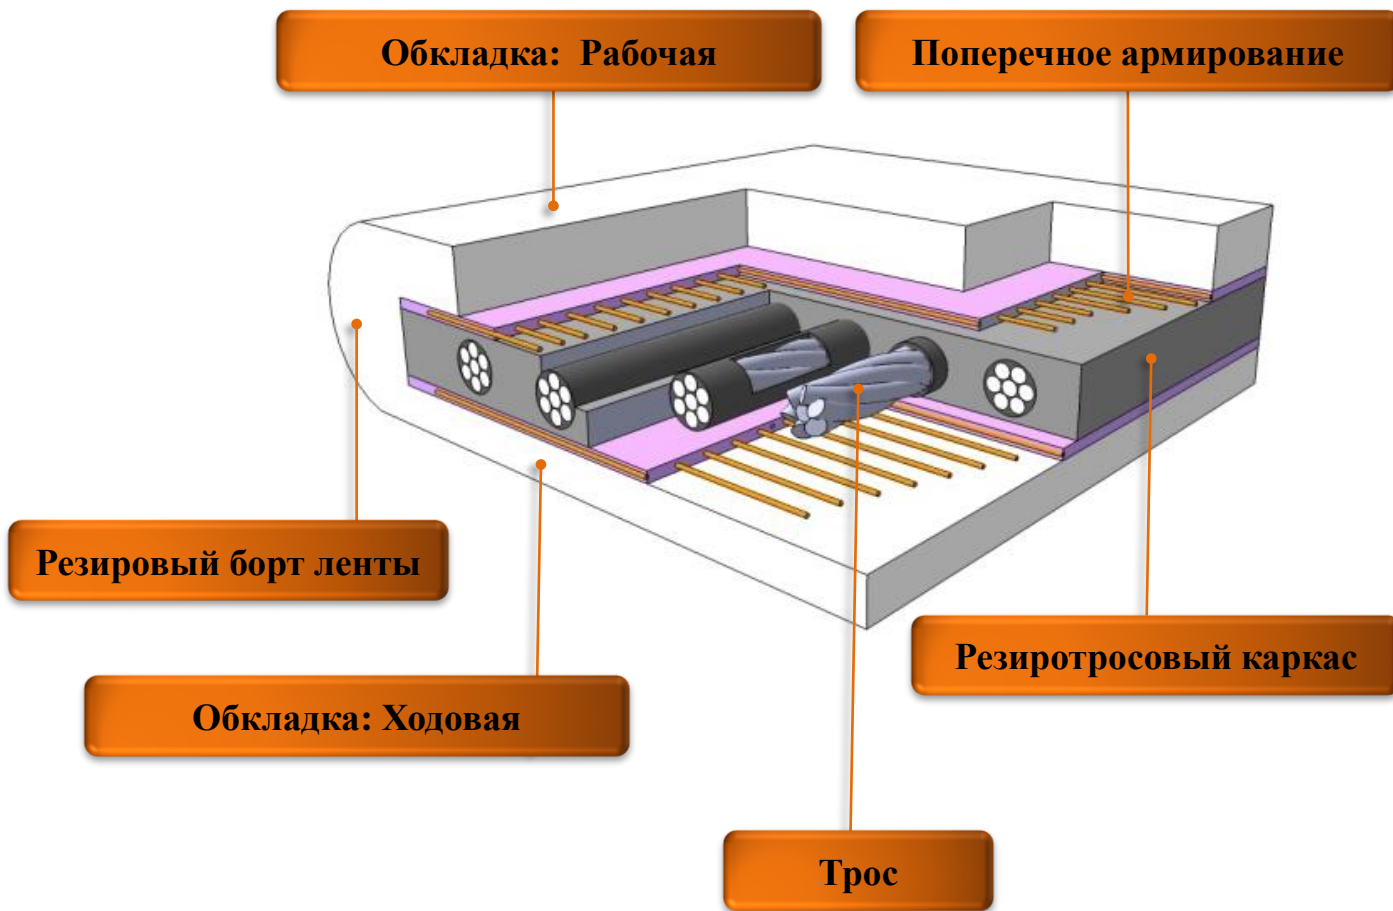 Обкладка:  Рабочая
Поперечное армирование
Резировый борт ленты
Резиротросовый каркас
Обкладка: Ходовая
Трос